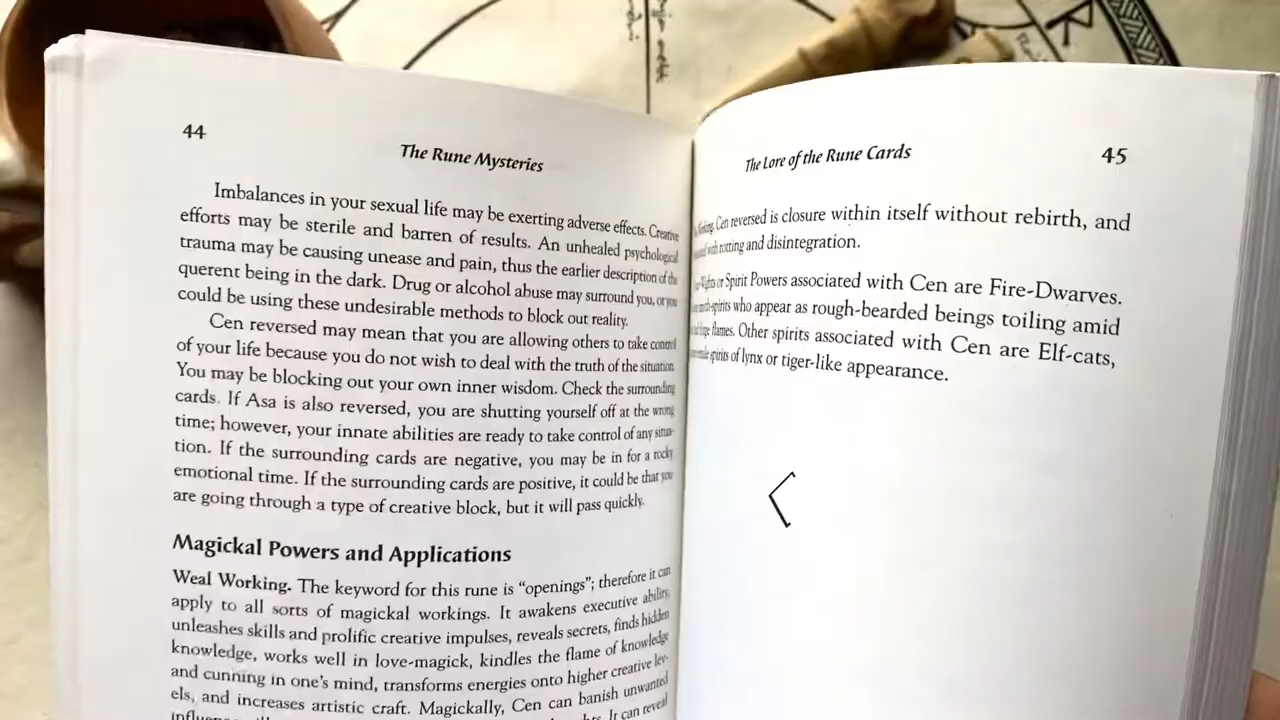 44
The Rune Mysteries
Imbalances in your sexual life may be exerting adverse effects. Creative
efforts may be sterile and barren of results. An unhealed psychological
trauma may be causing unease and pain, thus the earlier description of the
querent being in the dark. Drug or alcohol abuse may surround you, or you
could be using these undesirable methods to block out reality.
Cen reversed may mean that you are allowing others to take control
of your life because you do not wish to deal with the truth of the situation.
You may be blocking out your own inner wisdom. Check the surrounding
cards. If Asa is also reversed, you are shutting yourself off at the wrong
time; however, your innate abilities are ready to take control of any situa-
tion. If the surrounding cards are negative, you may be in for a rocky
emotional time. If the surrounding cards are positive, it could be that you
are going through a type of creative block, but it will pass quickly.
Magickal Powers and Applications
Weal Working. The keyword for this rune is “openings”; therefore it can
apply to all sorts of magickal workings. It awakens executive ability,
unleashes skills and prolific creative impulses, reveals secrets, finds hidden
knowledge, works well in love-magick, kindles the flame of knowledge
and cunning in one's mind, transforms energies onto higher creative lev-
els, and increases artistic craft. Magickally, Cen can banish unwanted
It can reveal
The Lore of the Rune Cards
45
Working. Cen reversed is closure within itself without rebirth, and
with rotting and disintegration.
or Spirit Powers associated with Cen are Fire-Dwarves.
who appear as rough-bearded beings toiling amid
flames. Other spirits associated with Cen are Elf-cats,
spirits of lynx or tiger-like appearance.